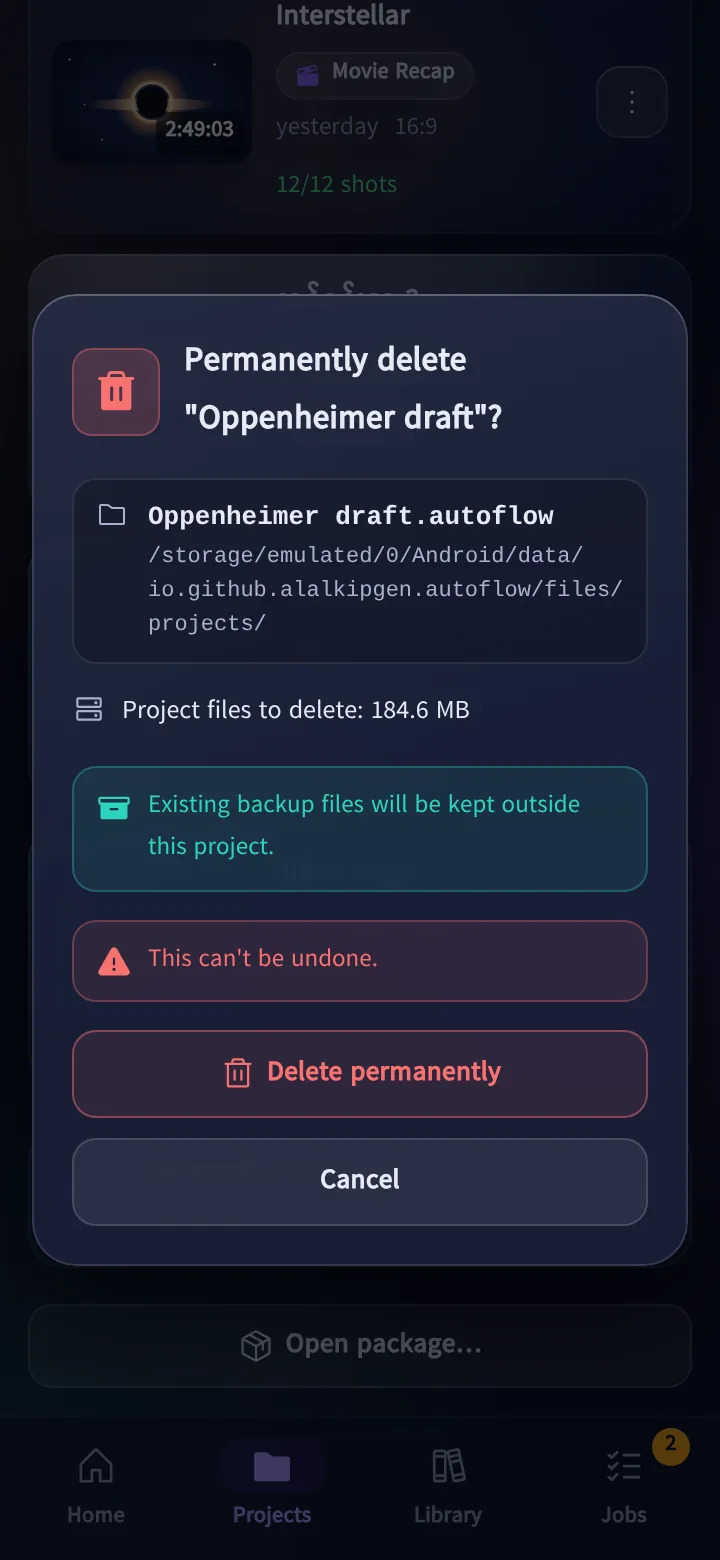 Interstellar
Movie Recap
2:49:03
yesterday 16:9
12/12 shots
Permanently delete
"Oppenheimer draft"?
Oppenheimer draft.autoflow
/storage/emulated/0/Android/data/
io.github.alalkipgen.autoflow/files/
projects/
Project files to delete: 184.6 MB
Existing backup files will be kept outside
this project.
This can't be undone.
Delete permanently
Cancel
Open package...
2
Home
Projects
Library
Jobs